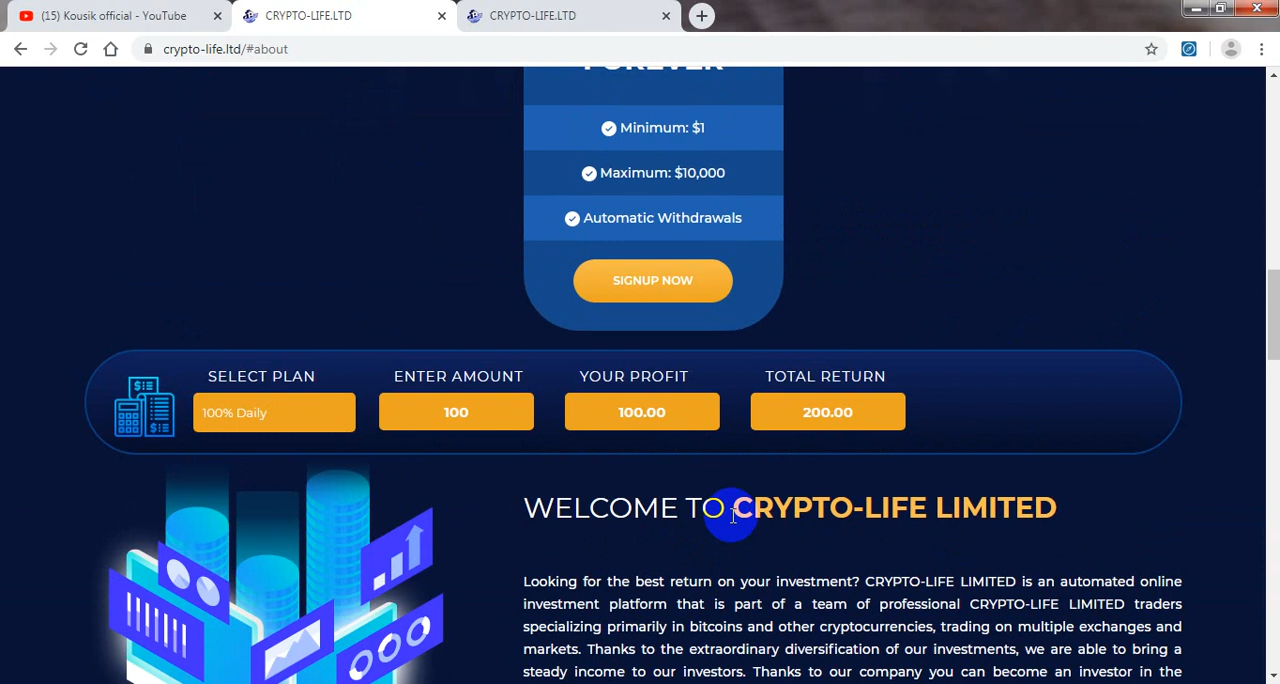 (15) Kousik official - YouTube
CRYPTO-LIFE.LTD
CRYPTO-LIFE.LTD
crypto-life.ltd/#about
FOREVER
Minimum: $1
Maximum: $10,000
Automatic Withdrawals
SIGNUP NOW
SELECT PLAN ENTER AMOUNT YOUR PROFIT TOTAL RETURN
100% Daily 100 100.00 200.00
WELCOME TO CRYPTO-LIFE LIMITED
Looking for the best return on your investment? CRYPTO-LIFE LIMITED is an automated online
investment platform that is part of a team of professional CRYPTO-LIFE LIMITED traders
specializing primarily in bitcoins and other cryptocurrencies, trading on multiple exchanges and
markets. Thanks to the extraordinary diversification of our investments, we are able to bring a
steady income to our investors. Thanks to our company you can become an investor in the